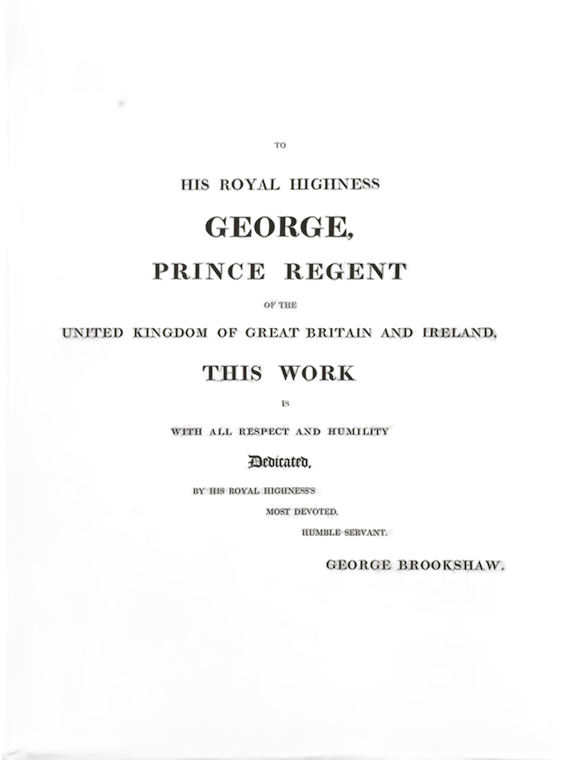 TO
HIS ROYAL HIGHNESS
GEORGE,
PRINCE REGENT
OF THE
UNITED KINGDOM OF GREAT BRITAIN AND IRELAND,
THIS WORK
IS
WITH ALL RESPECT AND HUMILITY
Dedicated,
BY HIS ROYAL HIGHNESS'S
MOST DEVOTED,
HUMBLE SERVANT,
GEORGE BROOKSHAW.